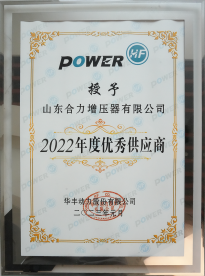 POWER HF
授予
山东合力增压器有限公司
2022年度优秀供应商
华丰动力股份有限公司
二〇二三年元月